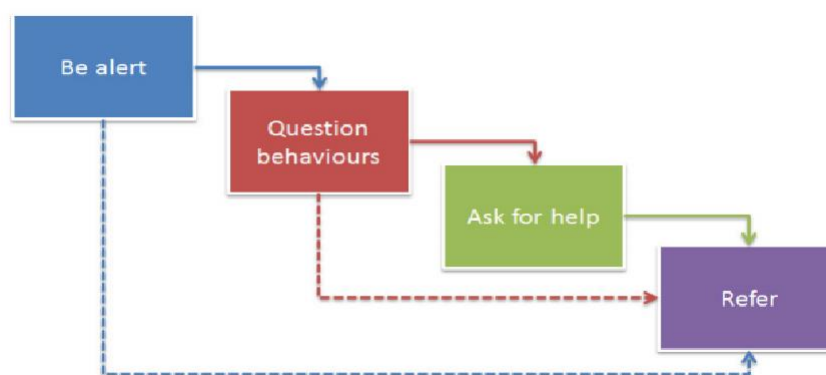 Be alert
Question
behaviours
Ask for help
Refer